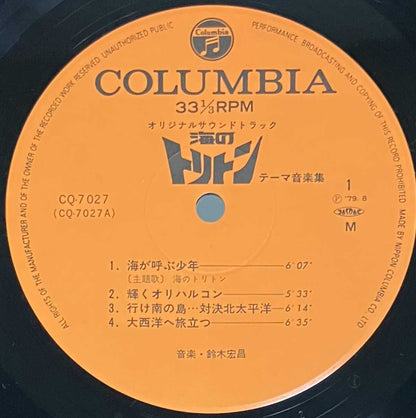 Columbia
COLUMBIA
33 1/3 RPM
オリジナルサウンドトラック
海のトリトン テーマ音楽集
CQ-7027
(CQ-7027A)
1
Ⓟ '79.8
M
1. 海が呼ぶ少年 6'07"
(主題歌) 海のトリトン
2. 輝くオリハルコン 5'33"
3. 行け南の島…対決北太平洋 6'14"
4. 大西洋へ旅立つ 6'35"
音楽・鈴木宏昌
ALL RIGHTS OF THE MANUFACTURER AND OF THE OWNER OF THE RECORDED WORK RESERVED. UNAUTHORIZED PUBLIC PERFORMANCE, BROADCASTING AND COPYING OF THIS RECORD PROHIBITED. MADE BY NIPPON COLUMBIA CO. LTD